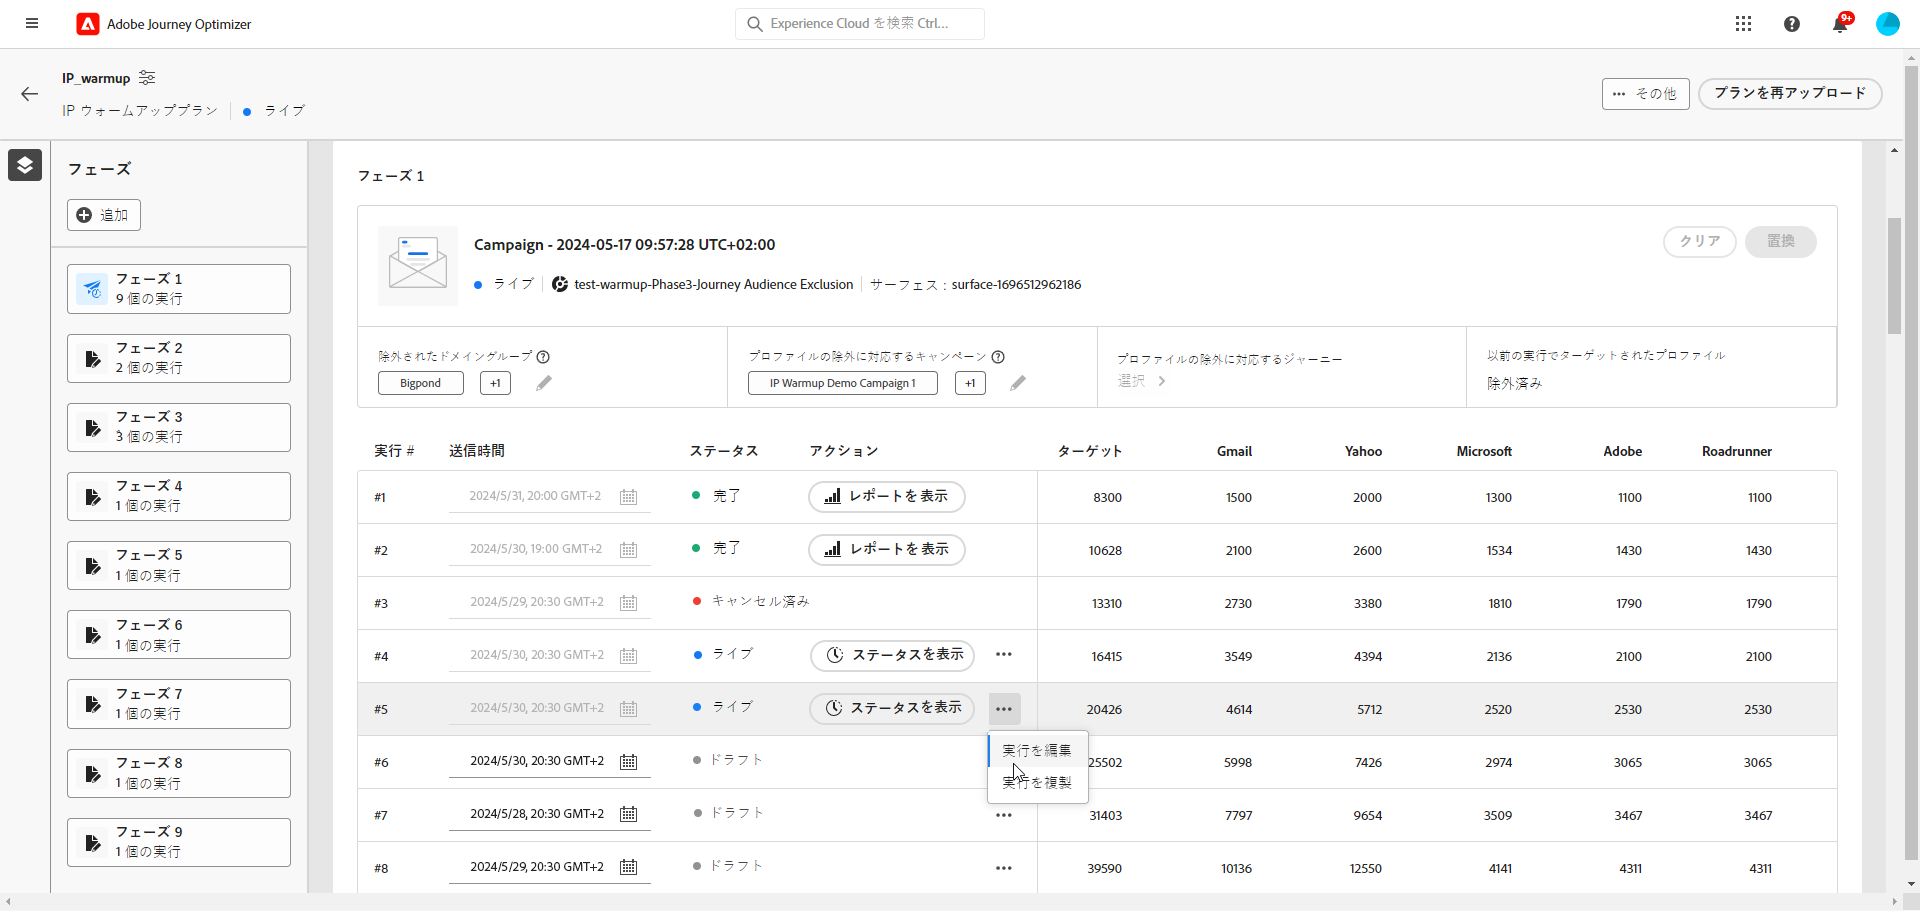 Adobe Journey Optimizer
Experience Cloud を検索 Ctrl...
9+
IP_warmup
IP ウォームアッププラン
ライブ
その他
プランを再アップロード
フェーズ
追加
フェーズ 1
9 個の実行
フェーズ 2
2 個の実行
フェーズ 3
3 個の実行
フェーズ 4
1 個の実行
フェーズ 5
1 個の実行
フェーズ 6
1 個の実行
フェーズ 7
1 個の実行
フェーズ 8
1 個の実行
フェーズ 9
1 個の実行
フェーズ 1
Campaign - 2024-05-17 09:57:28 UTC+02:00
クリア
置換
ライブ
test-warmup-Phase3-Journey Audience Exclusion
サーフェス : surface-1696512962186
除外されたドメイングループ
Bigpond +1
プロファイルの除外に対応するキャンペーン
IP Warmup Demo Campaign 1 +1
プロファイルの除外に対応するジャーニー
選択
以前の実行でターゲットされたプロファイル
除外済み
実行 # 送信時間 ステータス アクション ターゲット Gmail Yahoo Microsoft Adobe Roadrunner
#1 2024/5/31, 20:00 GMT+2 完了 レポートを表示 8300 1500 2000 1300 1100 1100
#2 2024/5/30, 19:00 GMT+2 完了 レポートを表示 10628 2100 2600 1534 1430 1430
#3 2024/5/29, 20:30 GMT+2 キャンセル済み 13310 2730 3380 1810 1790 1790
#4 2024/5/30, 20:30 GMT+2 ライブ ステータスを表示 16415 3549 4394 2136 2100 2100
#5 2024/5/30, 20:30 GMT+2 ライブ ステータスを表示 20426 4614 5712 2520 2530 2530
実行を編集
#6 2024/5/30, 20:30 GMT+2 ドラフト 25502 5998 7426 2974 3065 3065
実行を複製
#7 2024/5/28, 20:30 GMT+2 ドラフト 31403 7797 9654 3509 3467 3467
#8 2024/5/29, 20:30 GMT+2 ドラフト 39590 10136 12550 4141 4311 4311